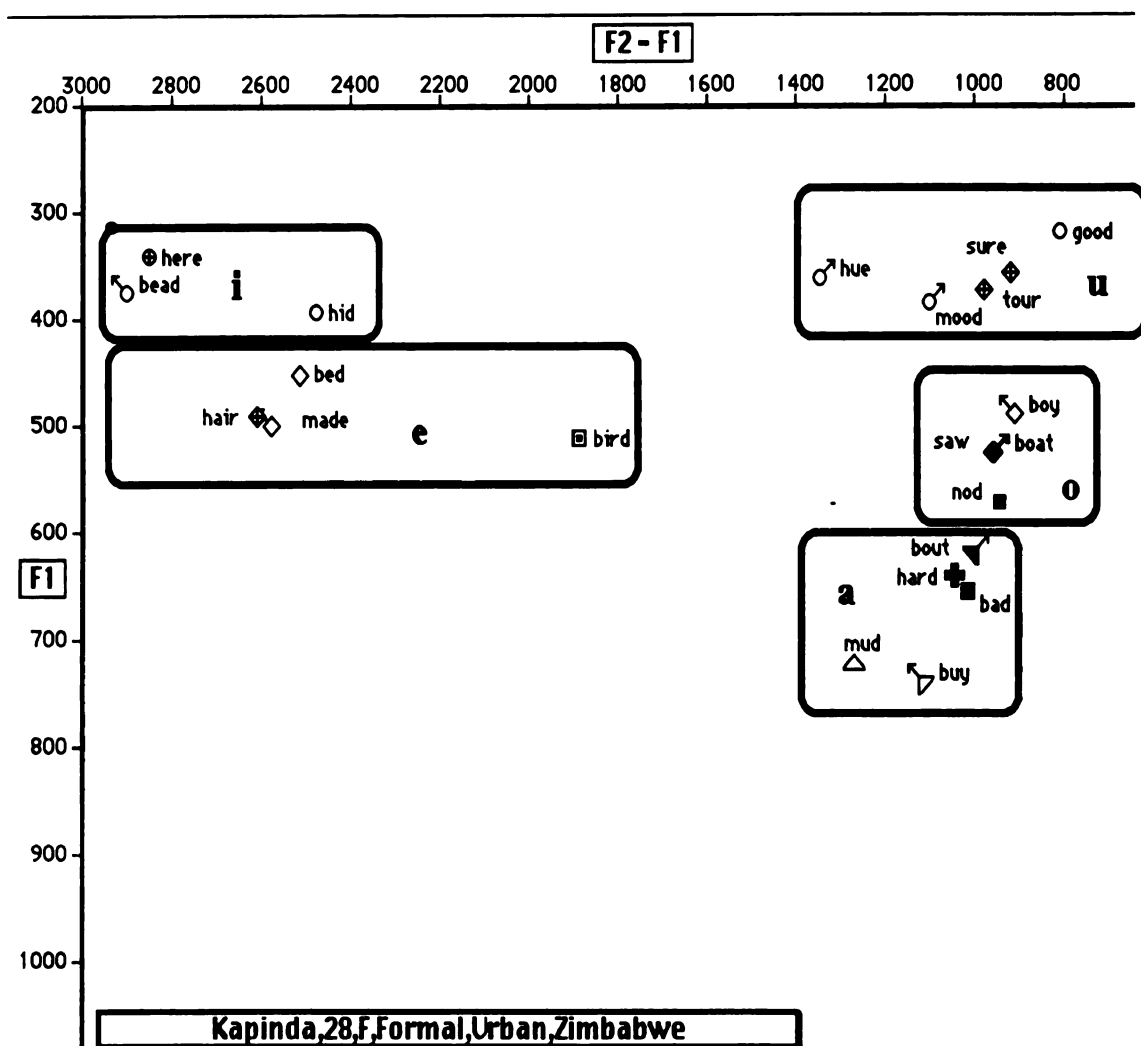 F2 - F1
3000 2800 2600 2400 2200 2000 1800 1600 1400 1200 1000 800
200
300
400
500
600
F1
700
800
900
1000
here
bead
i
hid
good
sure
hue
u
tour
mood
bed
hair made
e
bird
boy
saw boat
nod
o
bout
hard
a
bad
mud
buy
Kapinda,28,F,Formal,Urban,Zimbabwe